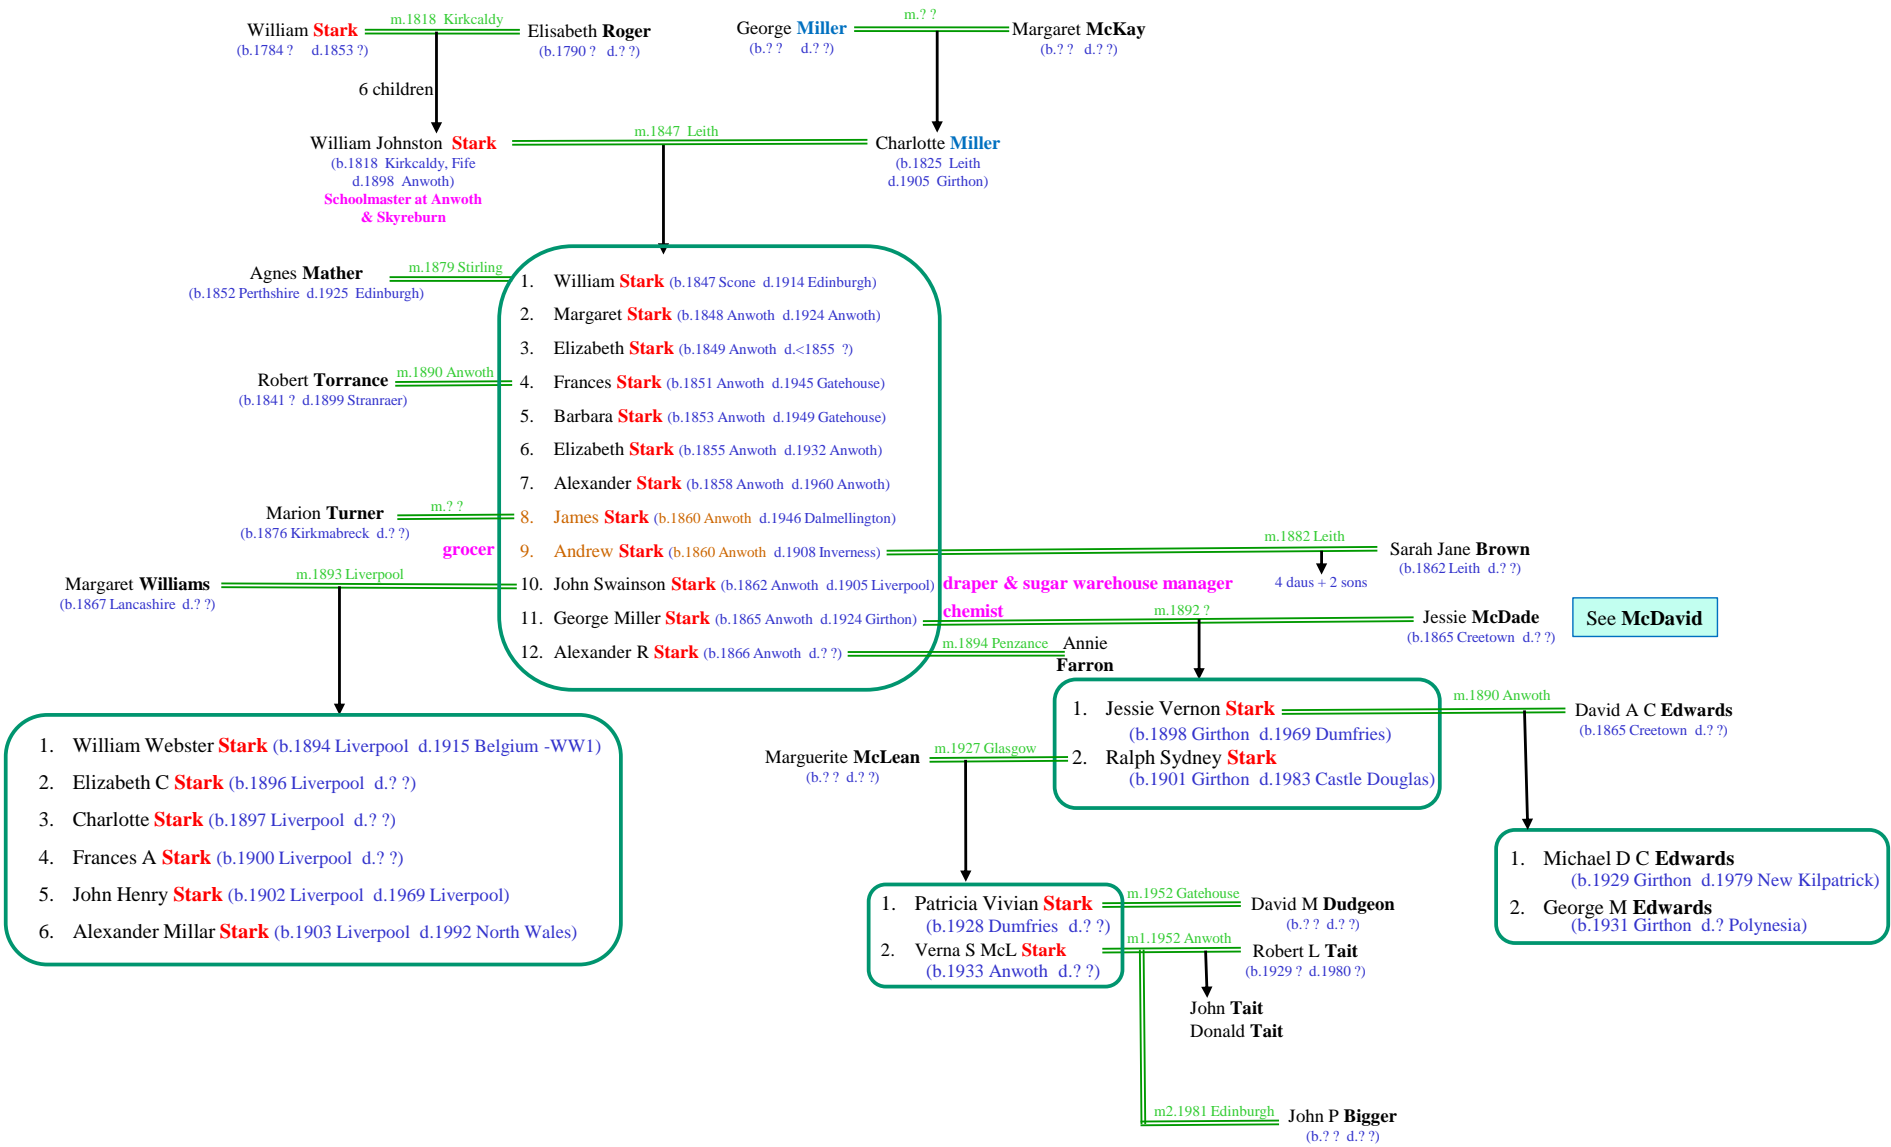 m.1818 Kirkcaldy
William Stark
(b.1784 ? d.1853 ?)
Elisabeth Roger
(b.1790 ? d.? ?)
m.? ?
George Miller
(b.? ? d.? ?)
Margaret McKay
(b.? ? d.? ?)
6 children
m.1847 Leith
William Johnston Stark
(b.1818 Kirkcaldy, Fife
d.1898 Anwoth)
Schoolmaster at Anwoth
& Skyreburn
Charlotte Miller
(b.1825 Leith
d.1905 Girthon)
Agnes Mather
(b.1852 Perthshire d.1925 Edinburgh)
m.1879 Stirling
1. William Stark (b.1847 Scone d.1914 Edinburgh)
2. Margaret Stark (b.1848 Anwoth d.1924 Anwoth)
3. Elizabeth Stark (b.1849 Anwoth d.<1855 ?)
Robert Torrance
(b.1841 ? d.1899 Stranraer)
m.1890 Anwoth
4. Frances Stark (b.1851 Anwoth d.1945 Gatehouse)
5. Barbara Stark (b.1853 Anwoth d.1949 Gatehouse)
6. Elizabeth Stark (b.1855 Anwoth d.1932 Anwoth)
7. Alexander Stark (b.1858 Anwoth d.1960 Anwoth)
Marion Turner
(b.1876 Kirkmabreck d.? ?)
m.? ?
8. James Stark (b.1860 Anwoth d.1946 Dalmellington)
grocer
9. Andrew Stark (b.1860 Anwoth d.1908 Inverness)
m.1882 Leith
Sarah Jane Brown
(b.1862 Leith d.? ?)
4 daus + 2 sons
Margaret Williams
(b.1867 Lancashire d.? ?)
m.1893 Liverpool
10. John Swainson Stark (b.1862 Anwoth d.1905 Liverpool)
draper & sugar warehouse manager
11. George Miller Stark (b.1865 Anwoth d.1924 Girthon)
chemist
m.1892 ?
Jessie McDade
(b.1865 Creetown d.? ?)
See McDavid
12. Alexander R Stark (b.1866 Anwoth d.? ?)
m.1894 Penzance
Annie
Farron
1. William Webster Stark (b.1894 Liverpool d.1915 Belgium -WW1)
2. Elizabeth C Stark (b.1896 Liverpool d.? ?)
3. Charlotte Stark (b.1897 Liverpool d.? ?)
4. Frances A Stark (b.1900 Liverpool d.? ?)
5. John Henry Stark (b.1902 Liverpool d.1969 Liverpool)
6. Alexander Millar Stark (b.1903 Liverpool d.1992 North Wales)
1. Jessie Vernon Stark
(b.1898 Girthon d.1969 Dumfries)
2. Ralph Sydney Stark
(b.1901 Girthon d.1983 Castle Douglas)
m.1890 Anwoth
David A C Edwards
(b.1865 Creetown d.? ?)
Marguerite McLean
(b.? ? d.? ?)
m.1927 Glasgow
1. Michael D C Edwards
(b.1929 Girthon d.1979 New Kilpatrick)
2. George M Edwards
(b.1931 Girthon d.? Polynesia)
1. Patricia Vivian Stark
(b.1928 Dumfries d.? ?)
2. Verna S McL Stark
(b.1933 Anwoth d.? ?)
m.1952 Gatehouse
David M Dudgeon
(b.? ? d.? ?)
m1.1952 Anwoth
Robert L Tait
(b.1929 ? d.1980 ?)
John Tait
Donald Tait
m2.1981 Edinburgh
John P Bigger
(b.? ? d.? ?)